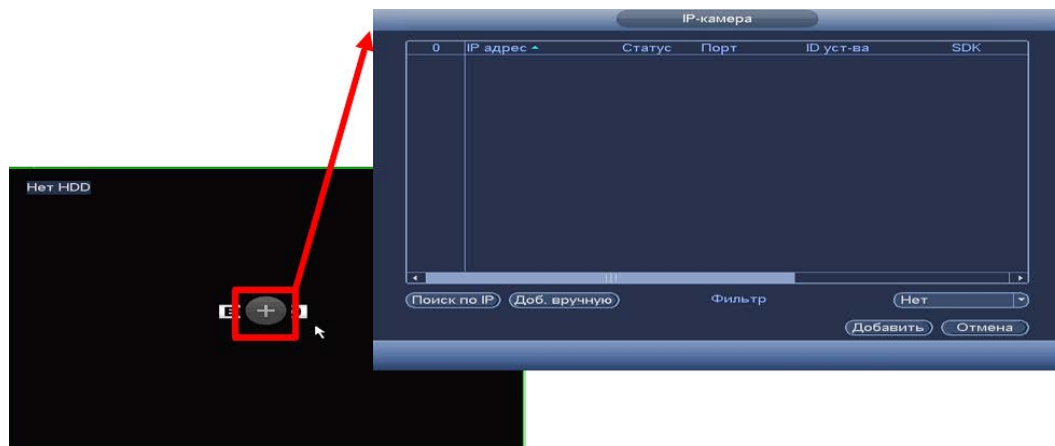 IP-камера
0 IP адрес Статус Порт ID уст-ва SDK
Нет HDD
Поиск по IP Доб. вручную Фильтр Нет
Добавить Отмена